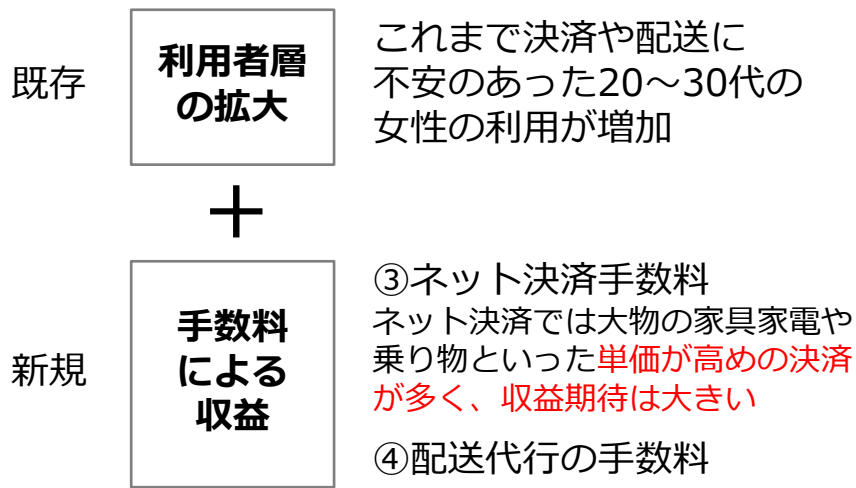 既存
利用者層
の拡大
これまで決済や配送に
不安のあった20～30代の
女性の利用が増加
＋
新規
手数料
による
収益
③ネット決済手数料
ネット決済では大物の家具家電や
乗り物といった単価が高めの決済
が多く、収益期待は大きい
④配送代行の手数料